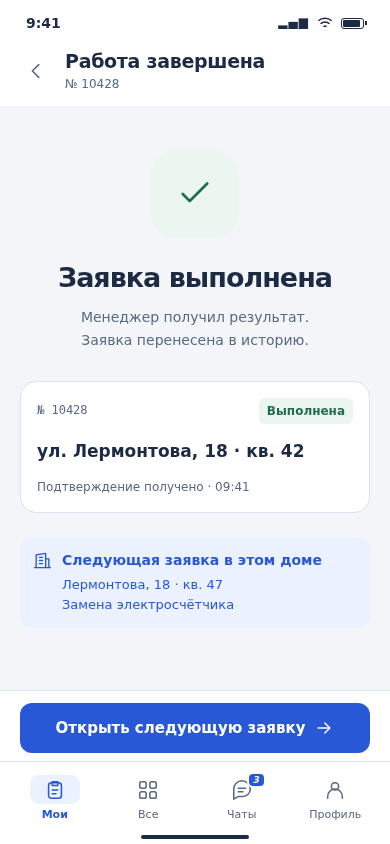 9:41
Работа завершена
№ 10428
Заявка выполнена
Менеджер получил результат.
Заявка перенесена в историю.
№ 10428
Выполнена
ул. Лермонтова, 18 · кв. 42
Подтверждение получено · 09:41
Следующая заявка в этом доме
Лермонтова, 18 · кв. 47
Замена электросчётчика
Открыть следующую заявку
3
Мои
Все
Чаты
Профиль